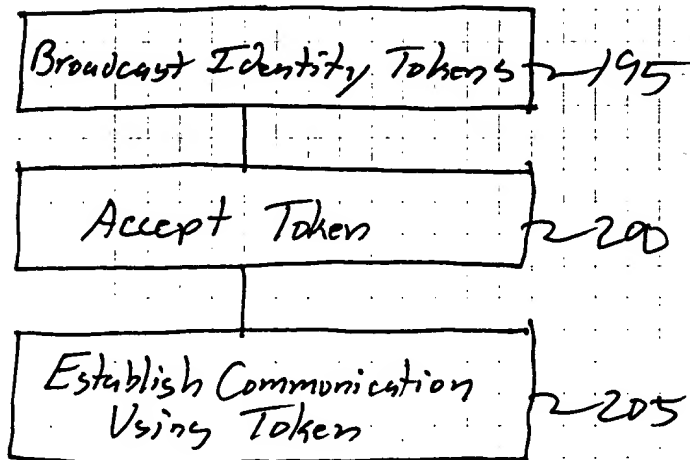 Broadcast Identity Tokens 195
Accept Token 200
Establish Communication
Using Token 205